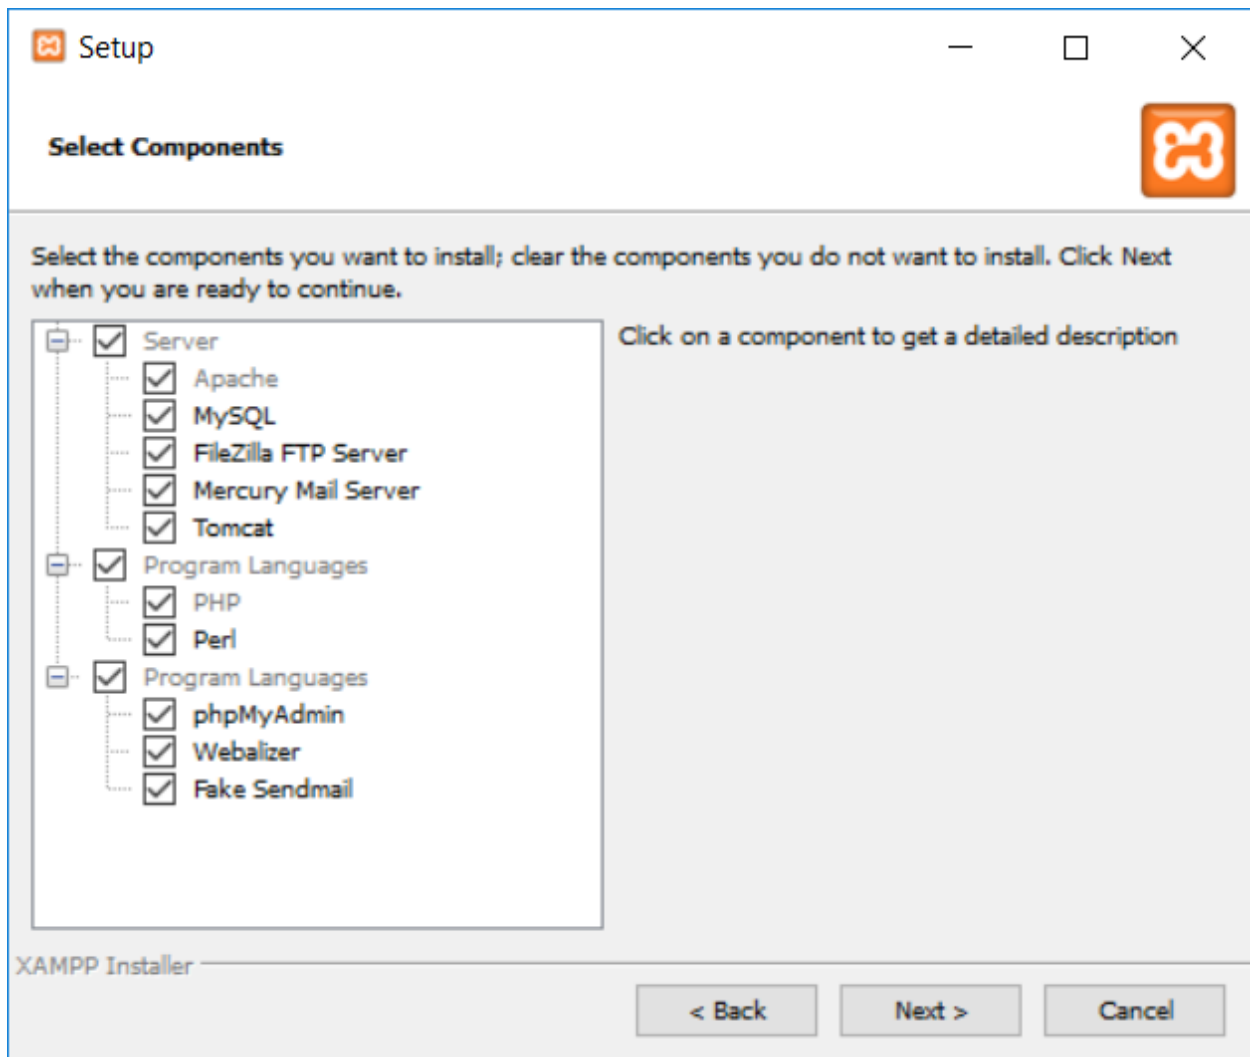 Setup
Select Components
Select the components you want to install; clear the components you do not want to install. Click Next
when you are ready to continue.
Server
Apache
MySQL
FileZilla FTP Server
Mercury Mail Server
Tomcat
Program Languages
PHP
Perl
Program Languages
phpMyAdmin
Webalizer
Fake Sendmail
Click on a component to get a detailed description
XAMPP Installer
< Back
Next >
Cancel